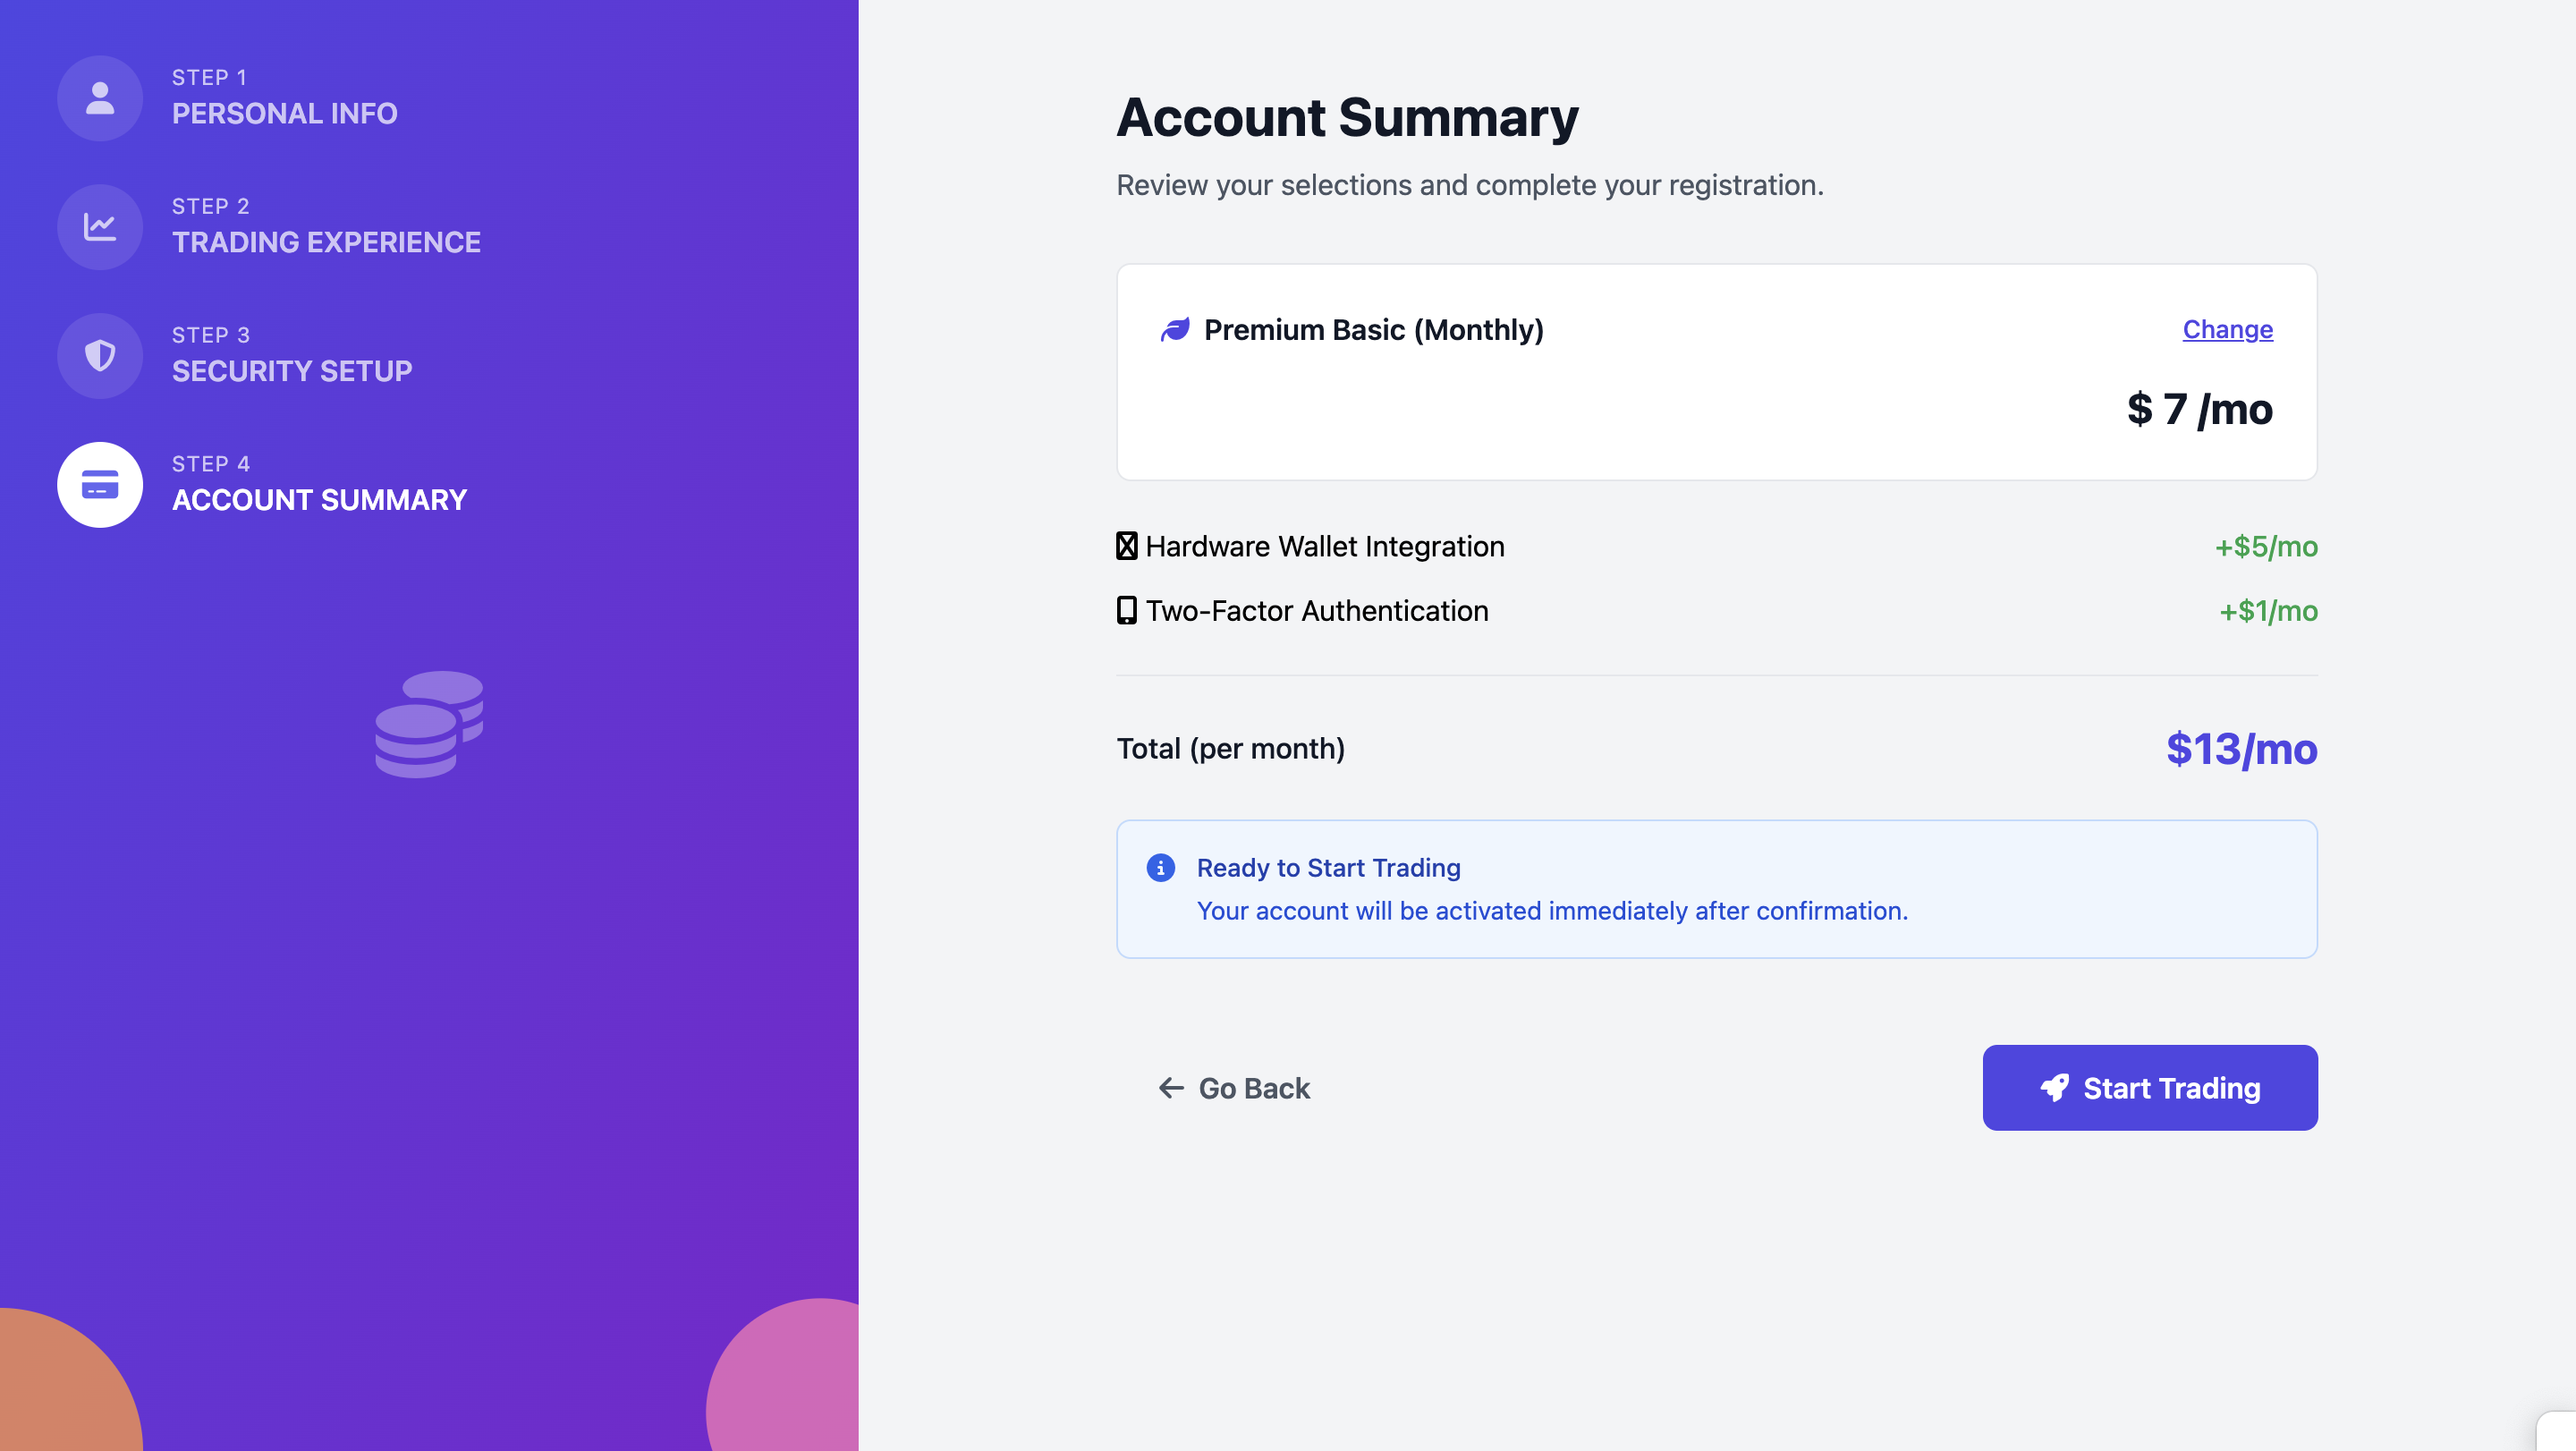 STEP 1
PERSONAL INFO
STEP 2
TRADING EXPERIENCE
STEP 3
SECURITY SETUP
STEP 4
ACCOUNT SUMMARY
Account Summary
Review your selections and complete your registration.
Premium Basic (Monthly)
Change
$ 7 /mo
Hardware Wallet Integration
+$5/mo
Two-Factor Authentication
+$1/mo
Total (per month)
$13/mo
Ready to Start Trading
Your account will be activated immediately after confirmation.
Go Back
Start Trading